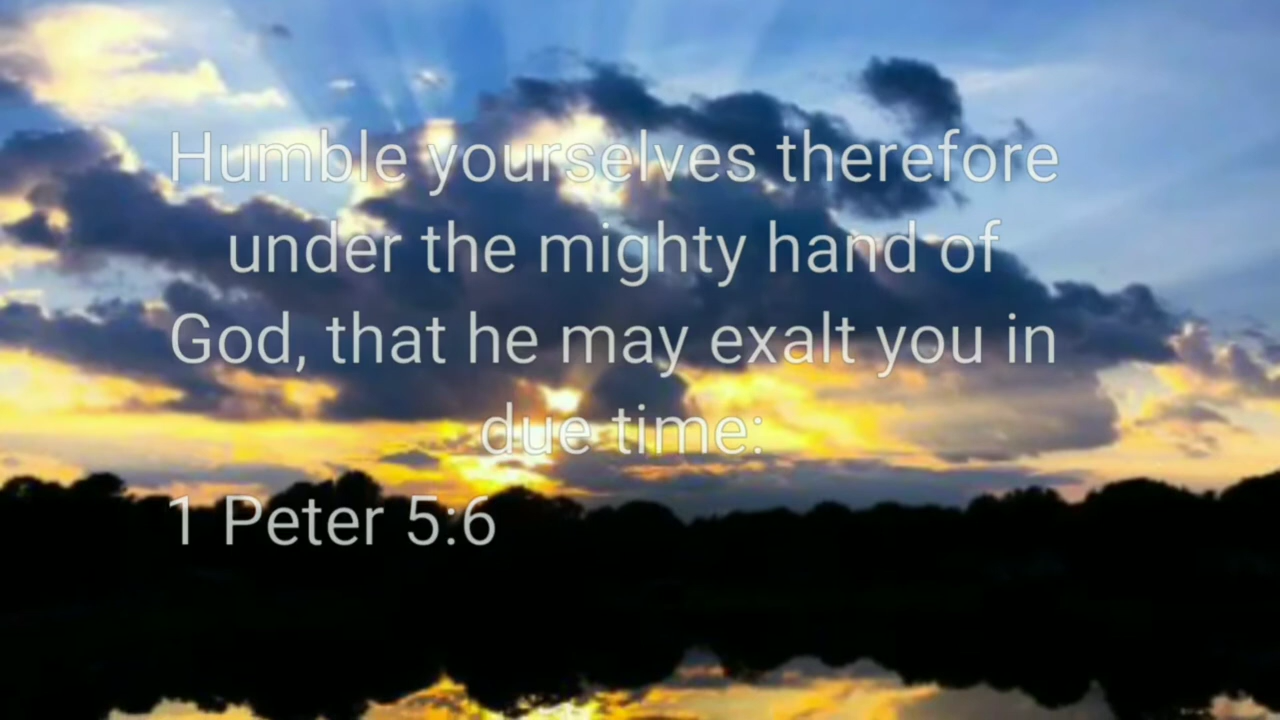 Humble yourselves therefore
under the mighty hand of
God, that he may exalt you in
due time:
1 Peter 5:6